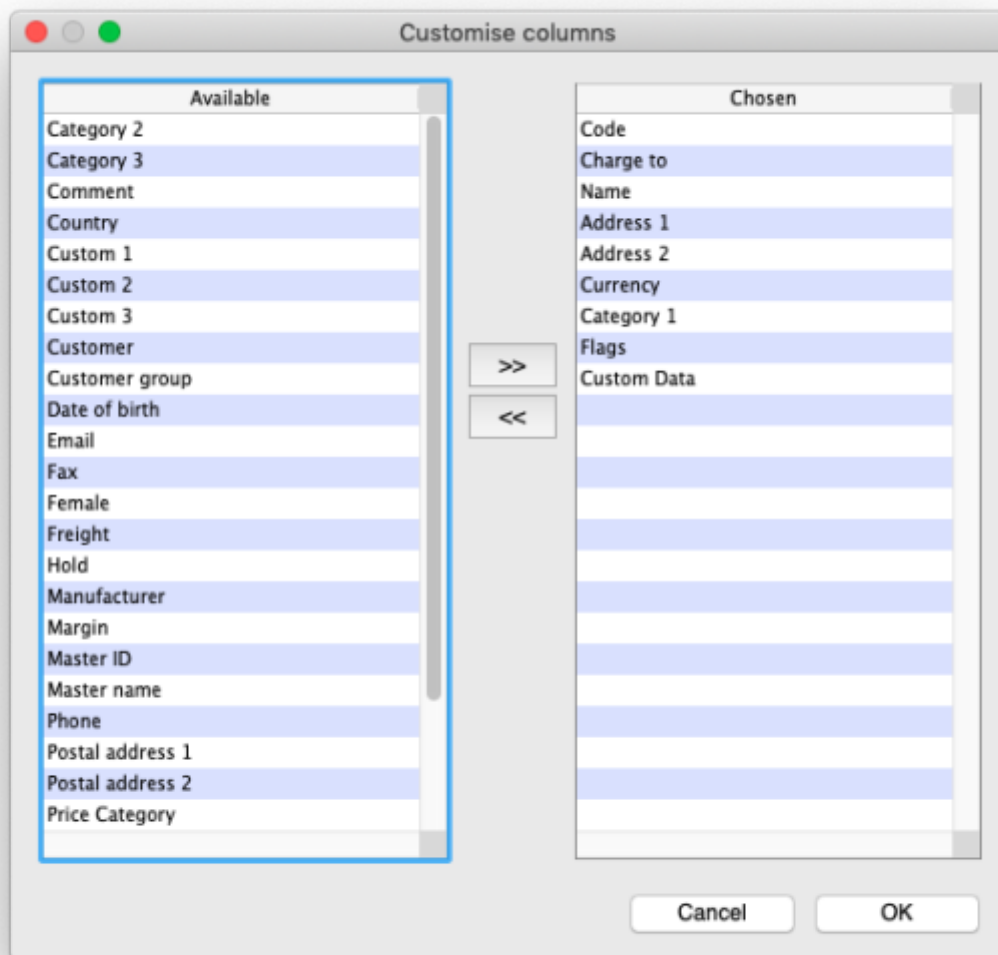 Customise columns
Available
Category 2
Category 3
Comment
Country
Custom 1
Custom 2
Custom 3
Customer
Customer group
Date of birth
Email
Fax
Female
Freight
Hold
Manufacturer
Margin
Master ID
Master name
Phone
Postal address 1
Postal address 2
Price Category
>>
<<
Chosen
Code
Charge to
Name
Address 1
Address 2
Currency
Category 1
Flags
Custom Data
Cancel
OK